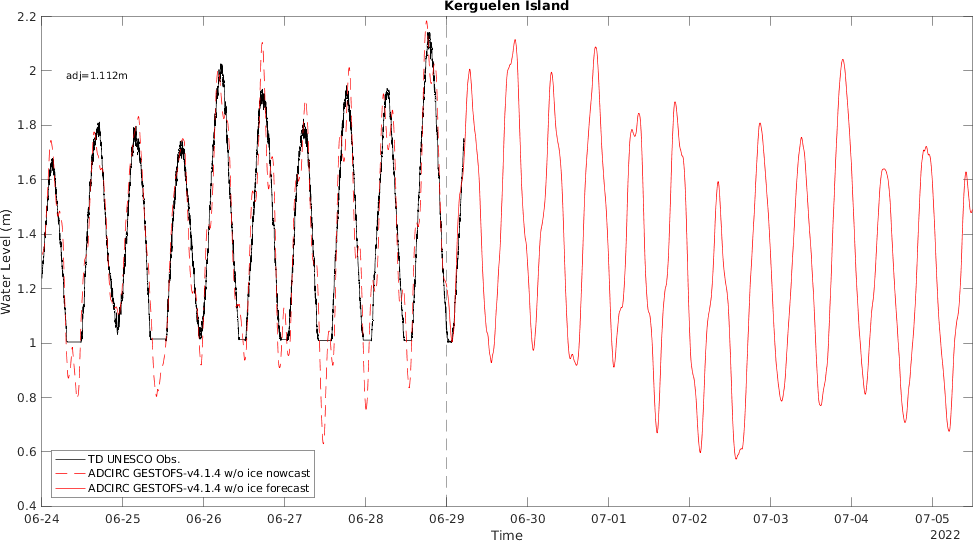 Kerguelen Island
2.2
2
1.8
1.6
1.4
1.2
1
0.8
0.6
0.4
Water Level (m)
adj=1.112m
TD UNESCO Obs.
ADCIRC GESTOFS-v4.1.4 w/o ice nowcast
ADCIRC GESTOFS-v4.1.4 w/o ice forecast
06-24 06-25 06-26 06-27 06-28 06-29 06-30 07-01 07-02 07-03 07-04 07-05
Time
2022